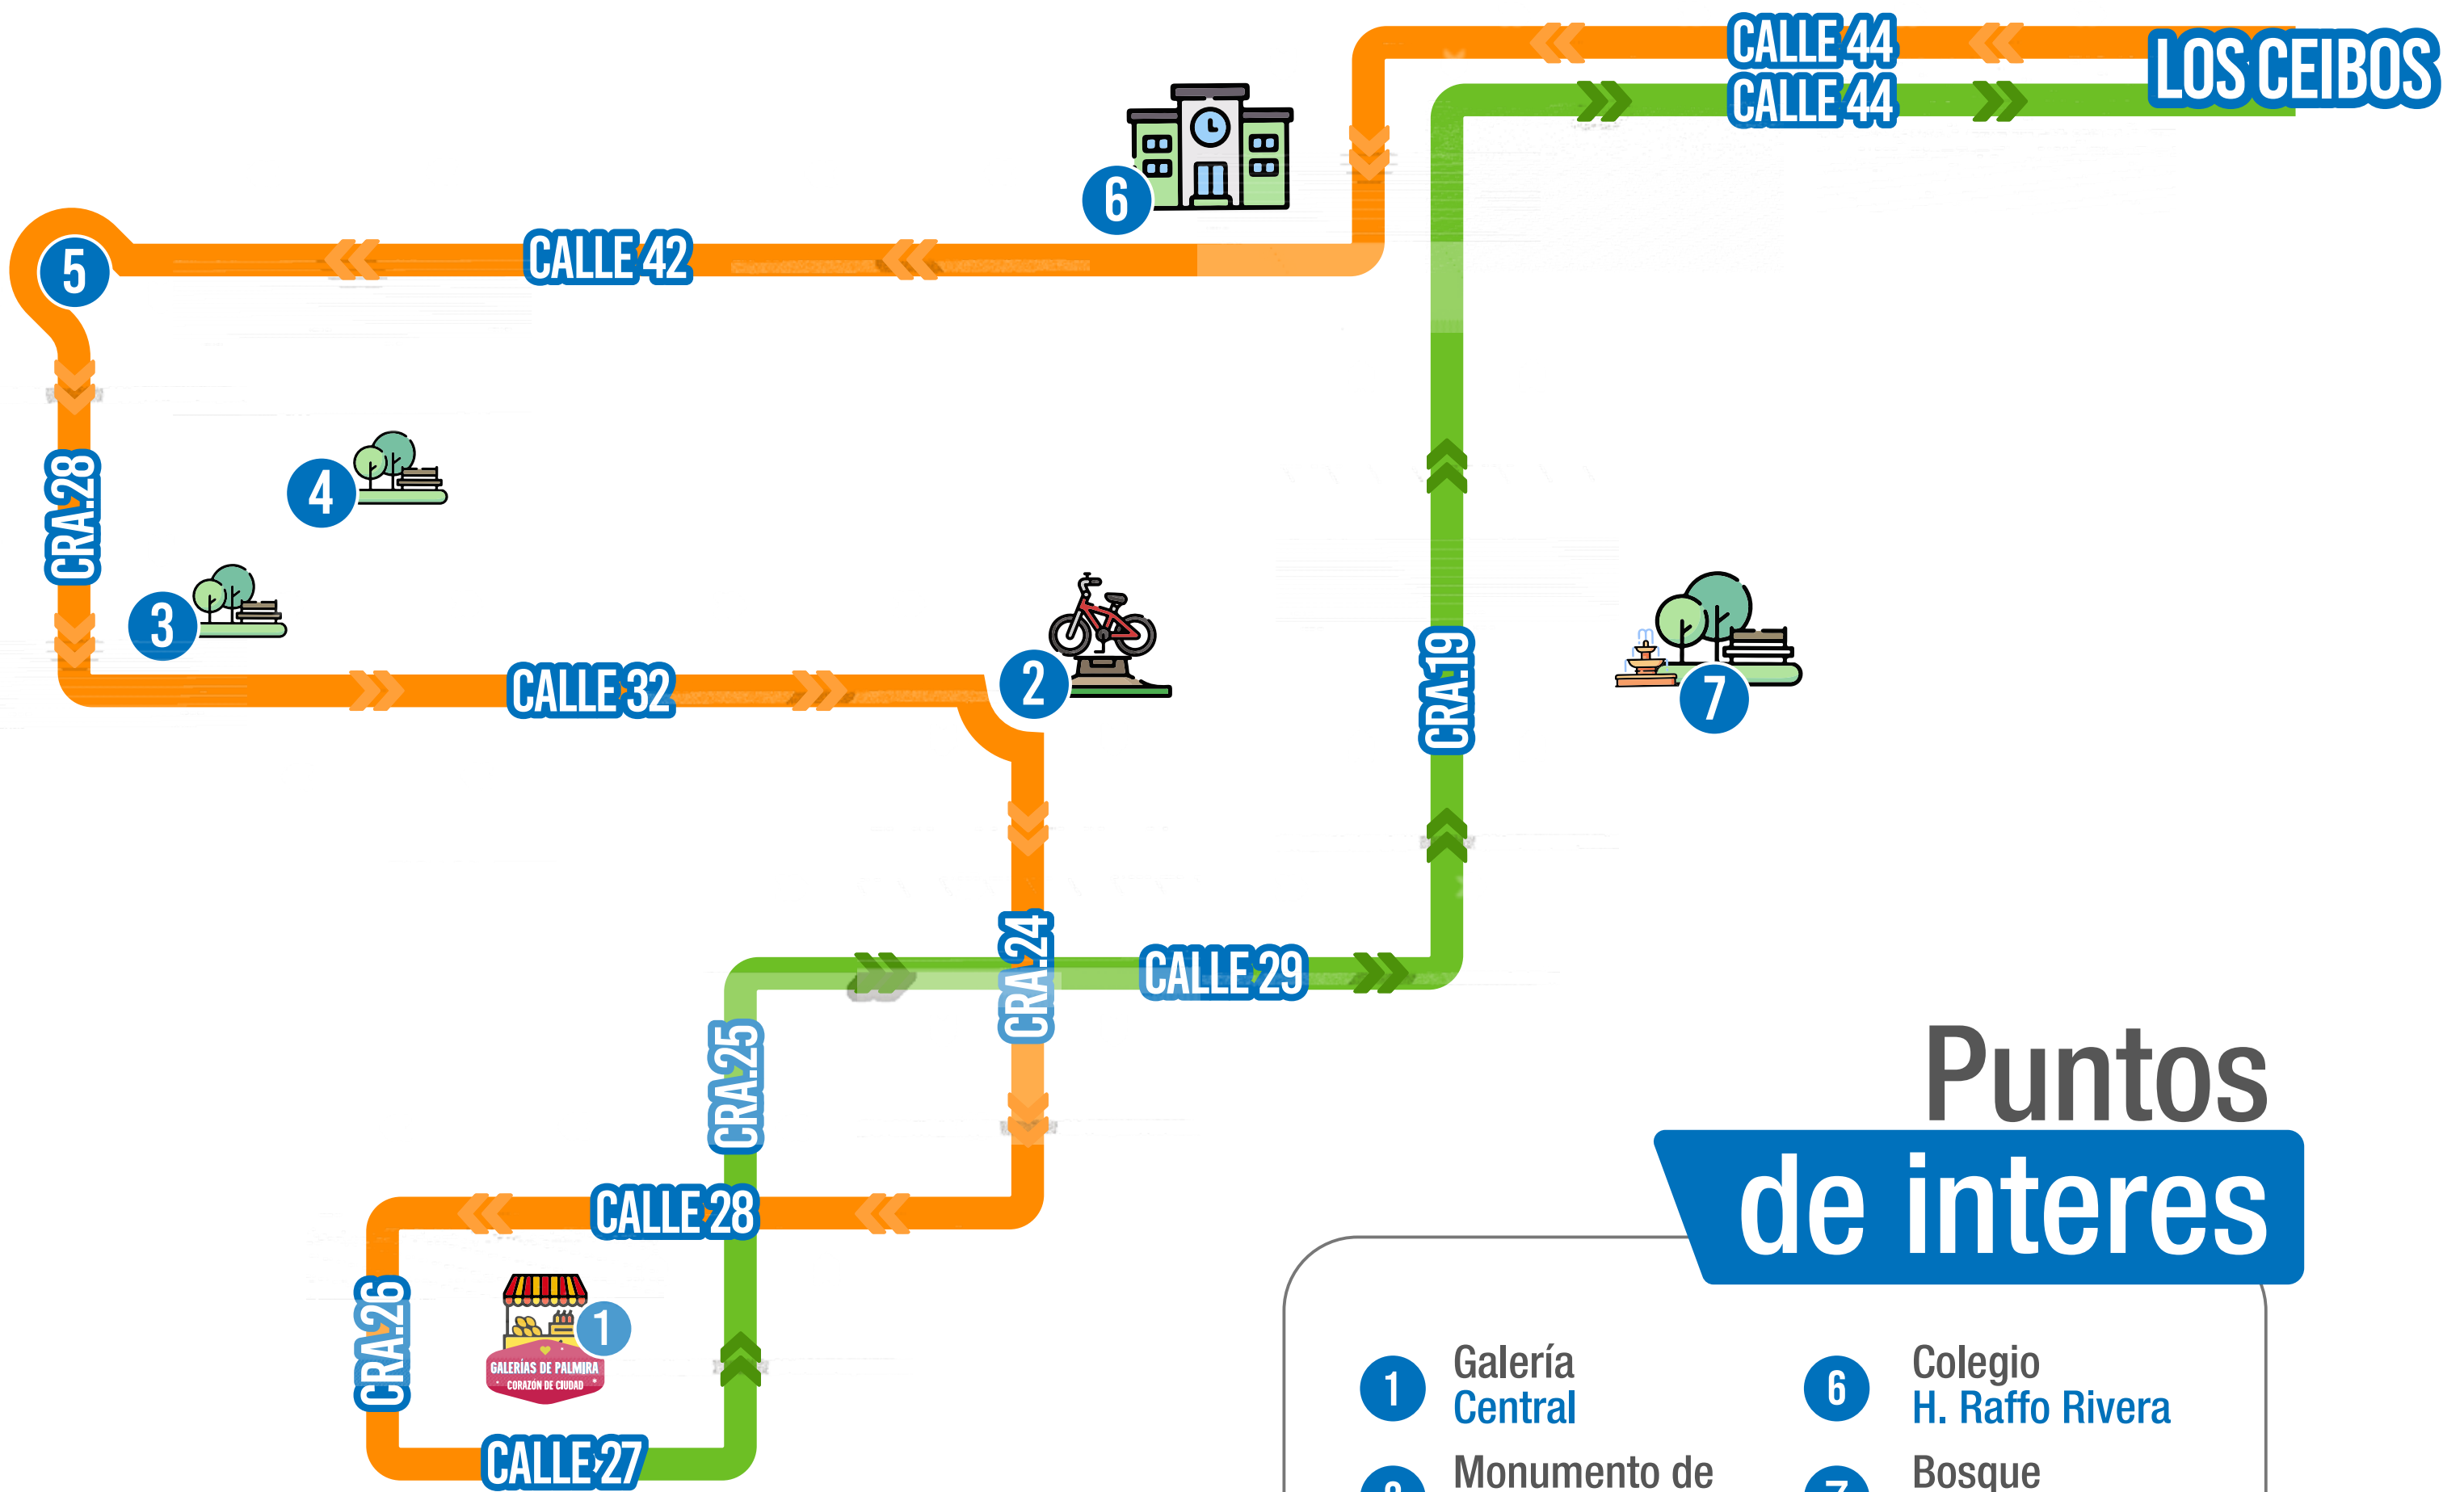 CALLE 44
LOS CEIBOS
CALLE 44
6
CALLE 42
5
CRA.28
4
3
CALLE 32
2
CRA.19
7
CRA.24
CALLE 29
CRA.25
CALLE 28
CRA.26
1
GALERÍAS DE PALMIRA
CORAZÓN DE CIUDAD
CALLE 27
Puntos
de interes
1 Galería
Central
Monumento de
6 Colegio
H. Raffo Rivera
7 Bosque